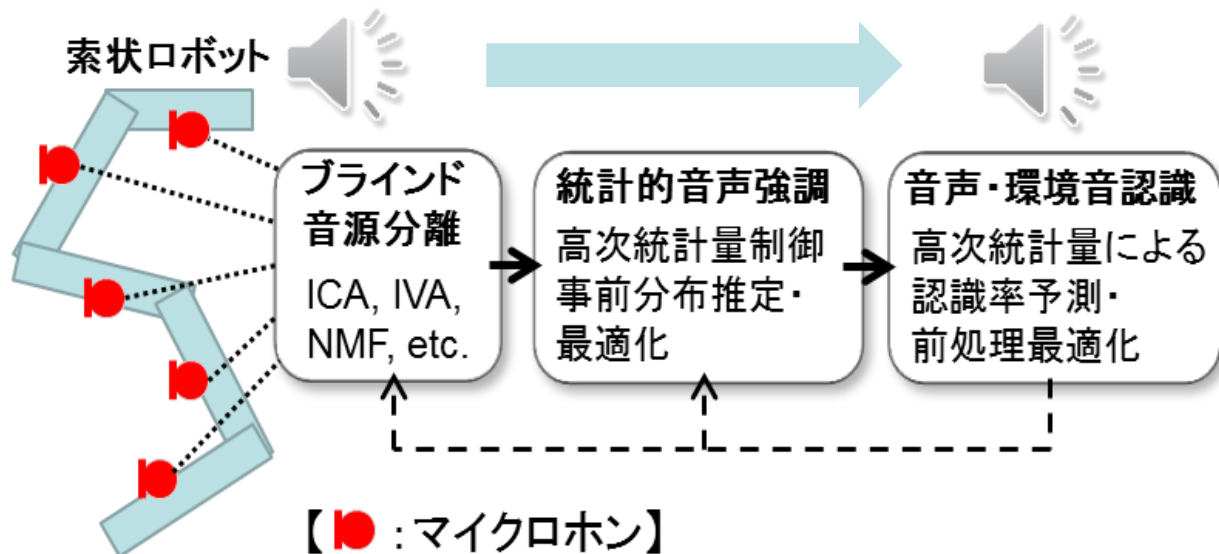 索状ロボット
ブラインド
音源分離
ICA, IVA,
NMF, etc.
統計的音声強調
高次統計量制御
事前分布推定・
最適化
音声・環境音認識
高次統計量による
認識率予測・
前処理最適化
【 :マイクロホン】